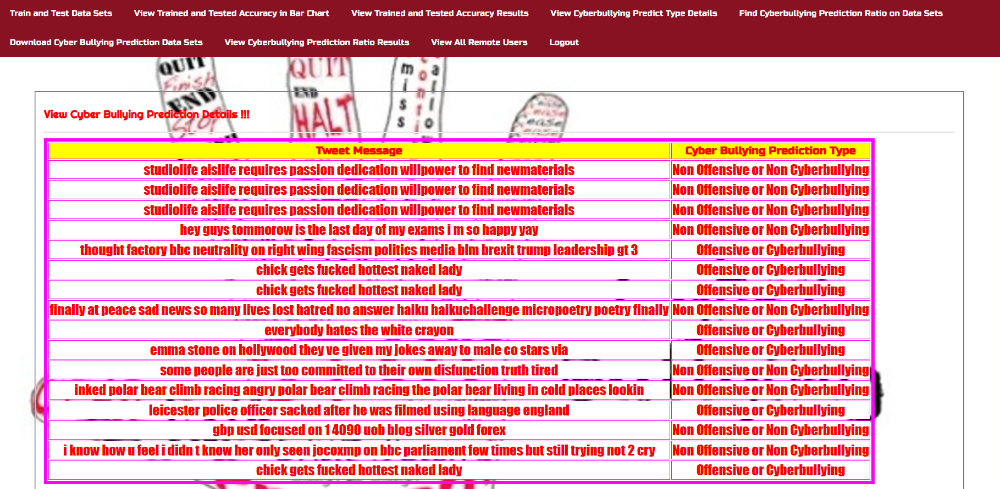 Train and Test Data Sets View Trained and Tested Accuracy in Bar Chart View Trained and Tested Accuracy Results View Cyberbullying Predict Type Details Find Cyberbullying Prediction Ratio on Data Sets
Download Cyber Bullying Prediction Data Sets View Cyberbullying Prediction Ratio Results View All Remote Users Logout
QUIT QUIT
Finish
END END
HALT
STOP
View Cyber Bullying Prediction Details !!!
Tweet Message Cyber Bullying Prediction Type
studiolife aislife requires passion dedication willpower to find newmaterials Non Offensive or Non Cyberbullying
studiolife aislife requires passion dedication willpower to find newmaterials Non Offensive or Non Cyberbullying
studiolife aislife requires passion dedication willpower to find newmaterials Non Offensive or Non Cyberbullying
hey guys tommorow is the last day of my exams i m so happy yay Non Offensive or Non Cyberbullying
thought factory bbc neutrality on right wing fascism politics media blm brexit trump leadership gt 3 Offensive or Cyberbullying
chick gets fucked hottest naked lady Offensive or Cyberbullying
chick gets fucked hottest naked lady Offensive or Cyberbullying
finally at peace sad news so many lives lost hatred no answer haiku haikuchallenge micropoetry poetry finally Non Offensive or Non Cyberbullying
everybody hates the white crayon Offensive or Cyberbullying
emma stone on hollywood they ve given my jokes away to male co stars via Offensive or Cyberbullying
some people are just too committed to their own disfunction truth tired Non Offensive or Non Cyberbullying
inked polar bear climb racing angry polar bear climb racing the polar bear living in cold places lookin Non Offensive or Non Cyberbullying
leicester police officer sacked after he was filmed using language england Offensive or Cyberbullying
gbp usd focused on 1 4090 uob blog silver gold forex Non Offensive or Non Cyberbullying
i know how u feel i didn t know her only seen jocoxmp on bbc parliament few times but still trying not 2 cry Non Offensive or Non Cyberbullying
chick gets fucked hottest naked lady Offensive or Cyberbullying